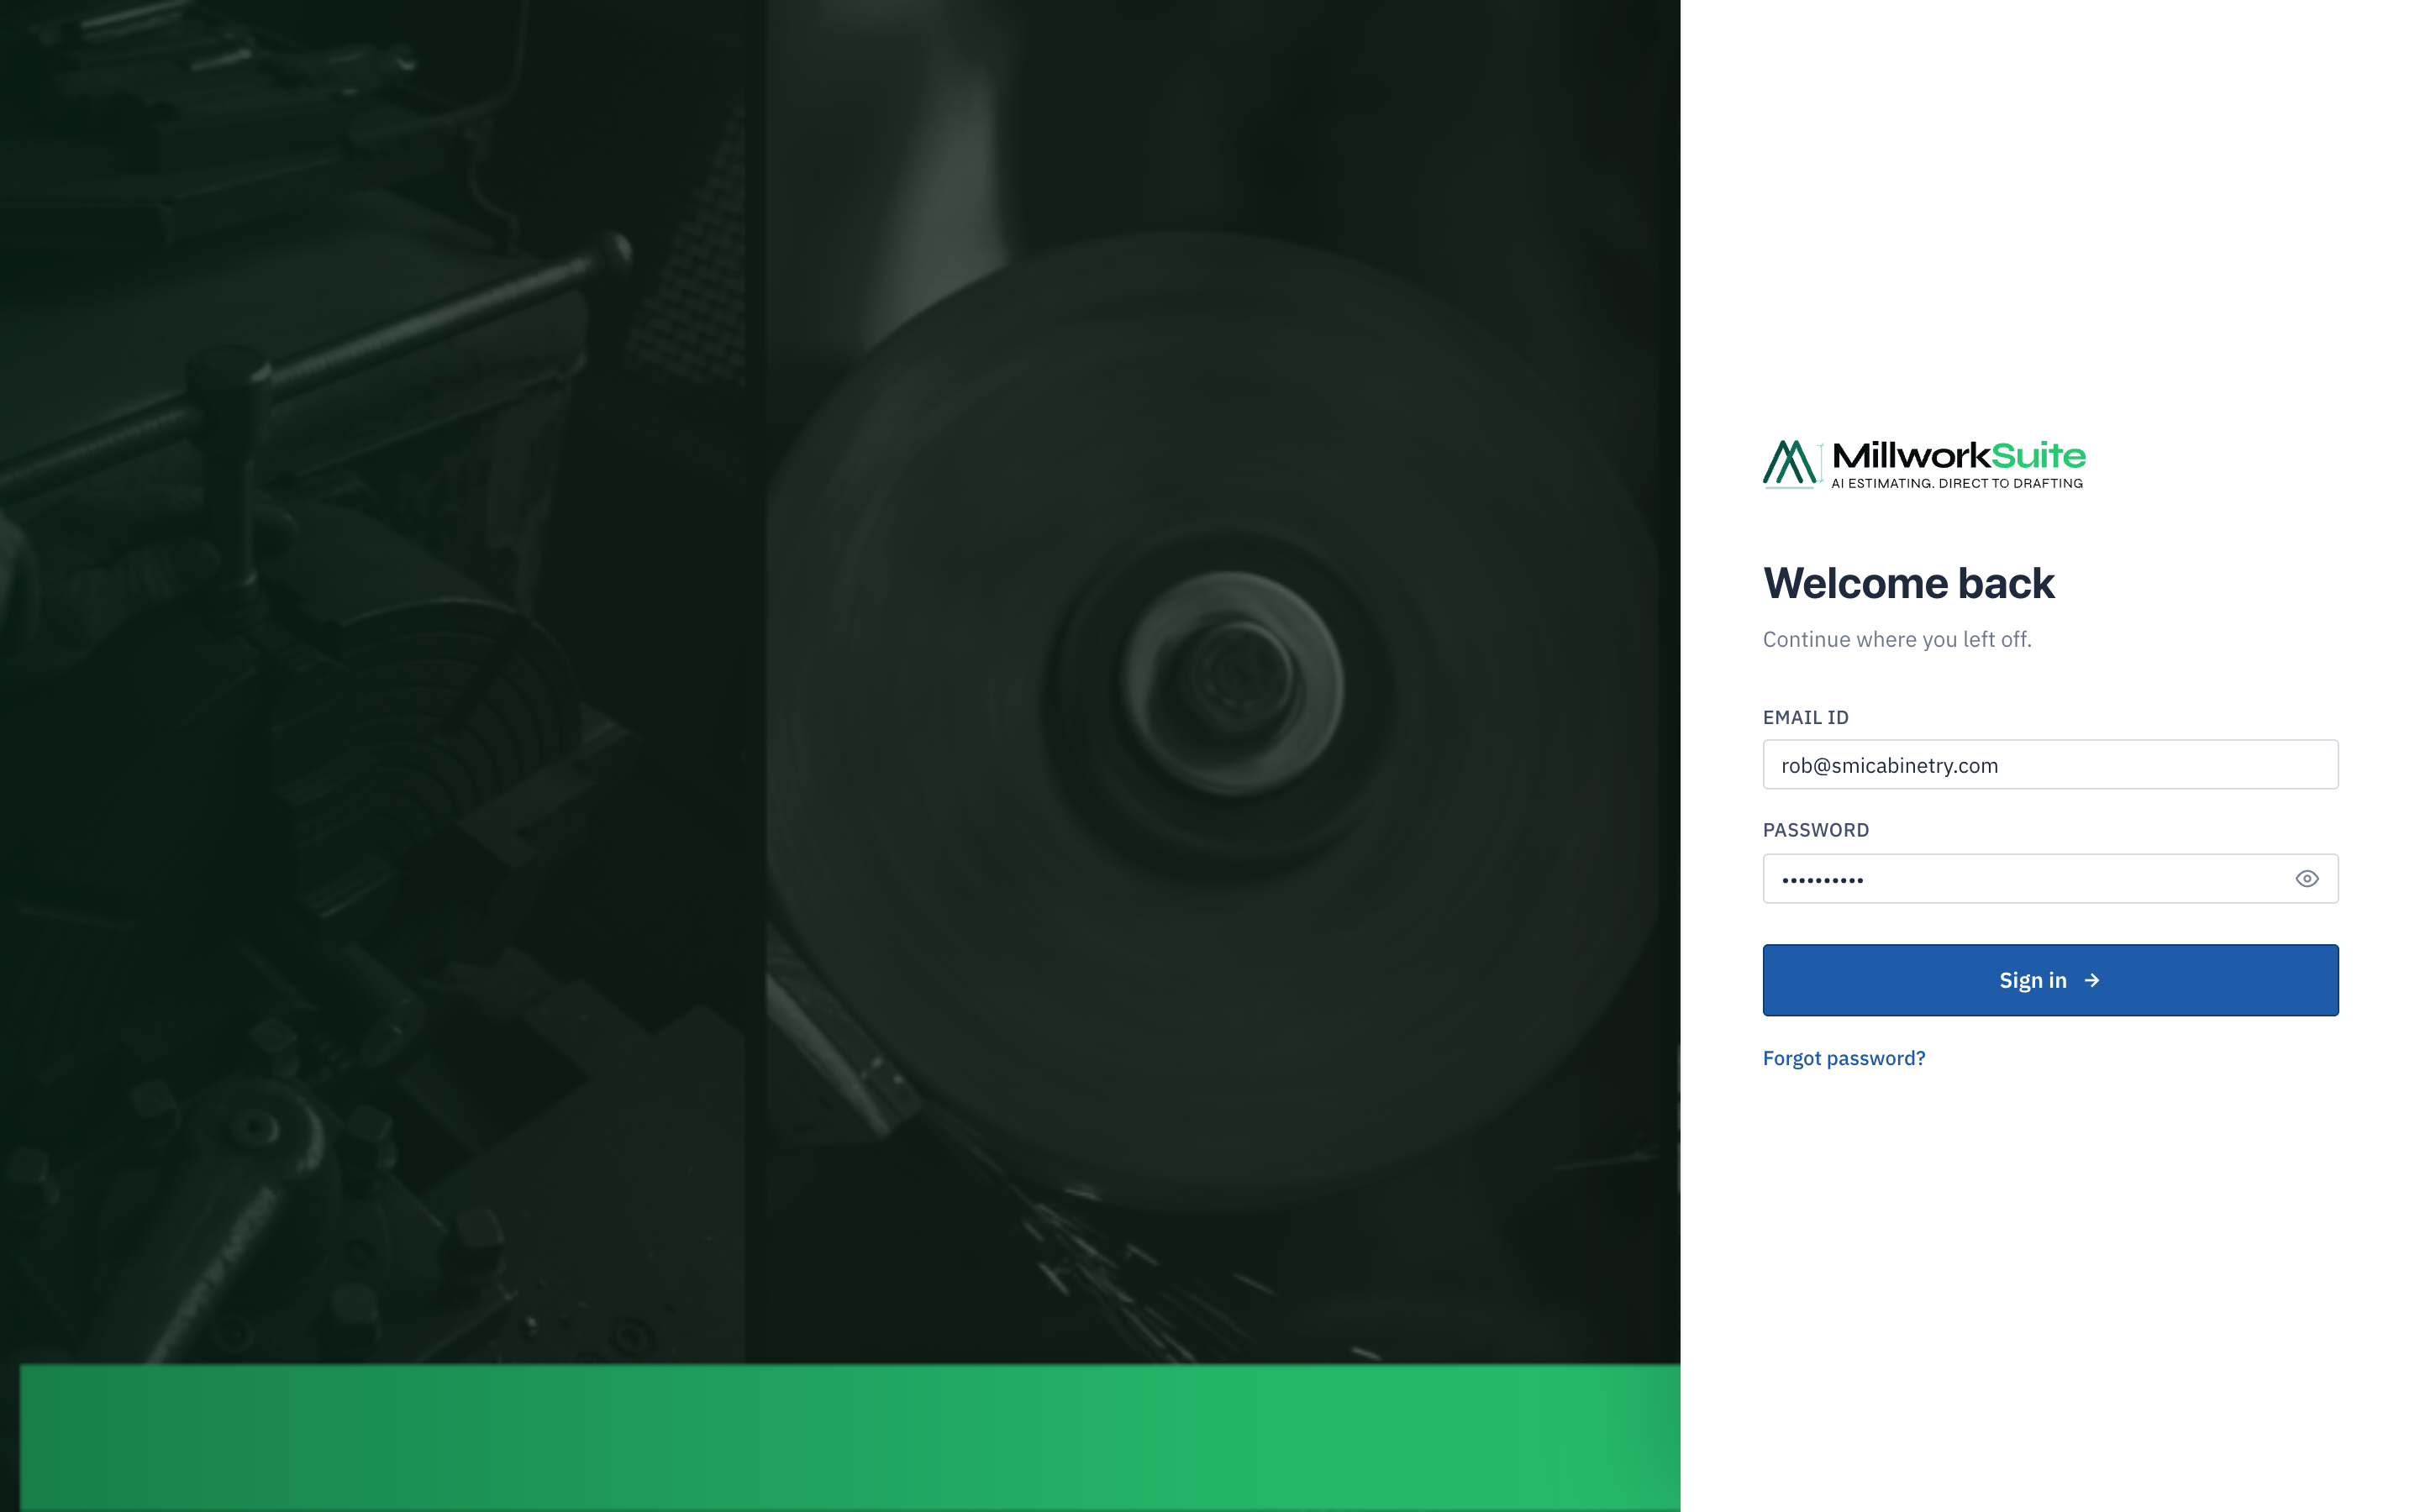 MillworkSuite
AI ESTIMATING. DIRECT TO DRAFTING
Welcome back
Continue where you left off.
EMAIL ID
rob@smicabinetry.com
PASSWORD
••••••••••
Sign in →
Forgot password?